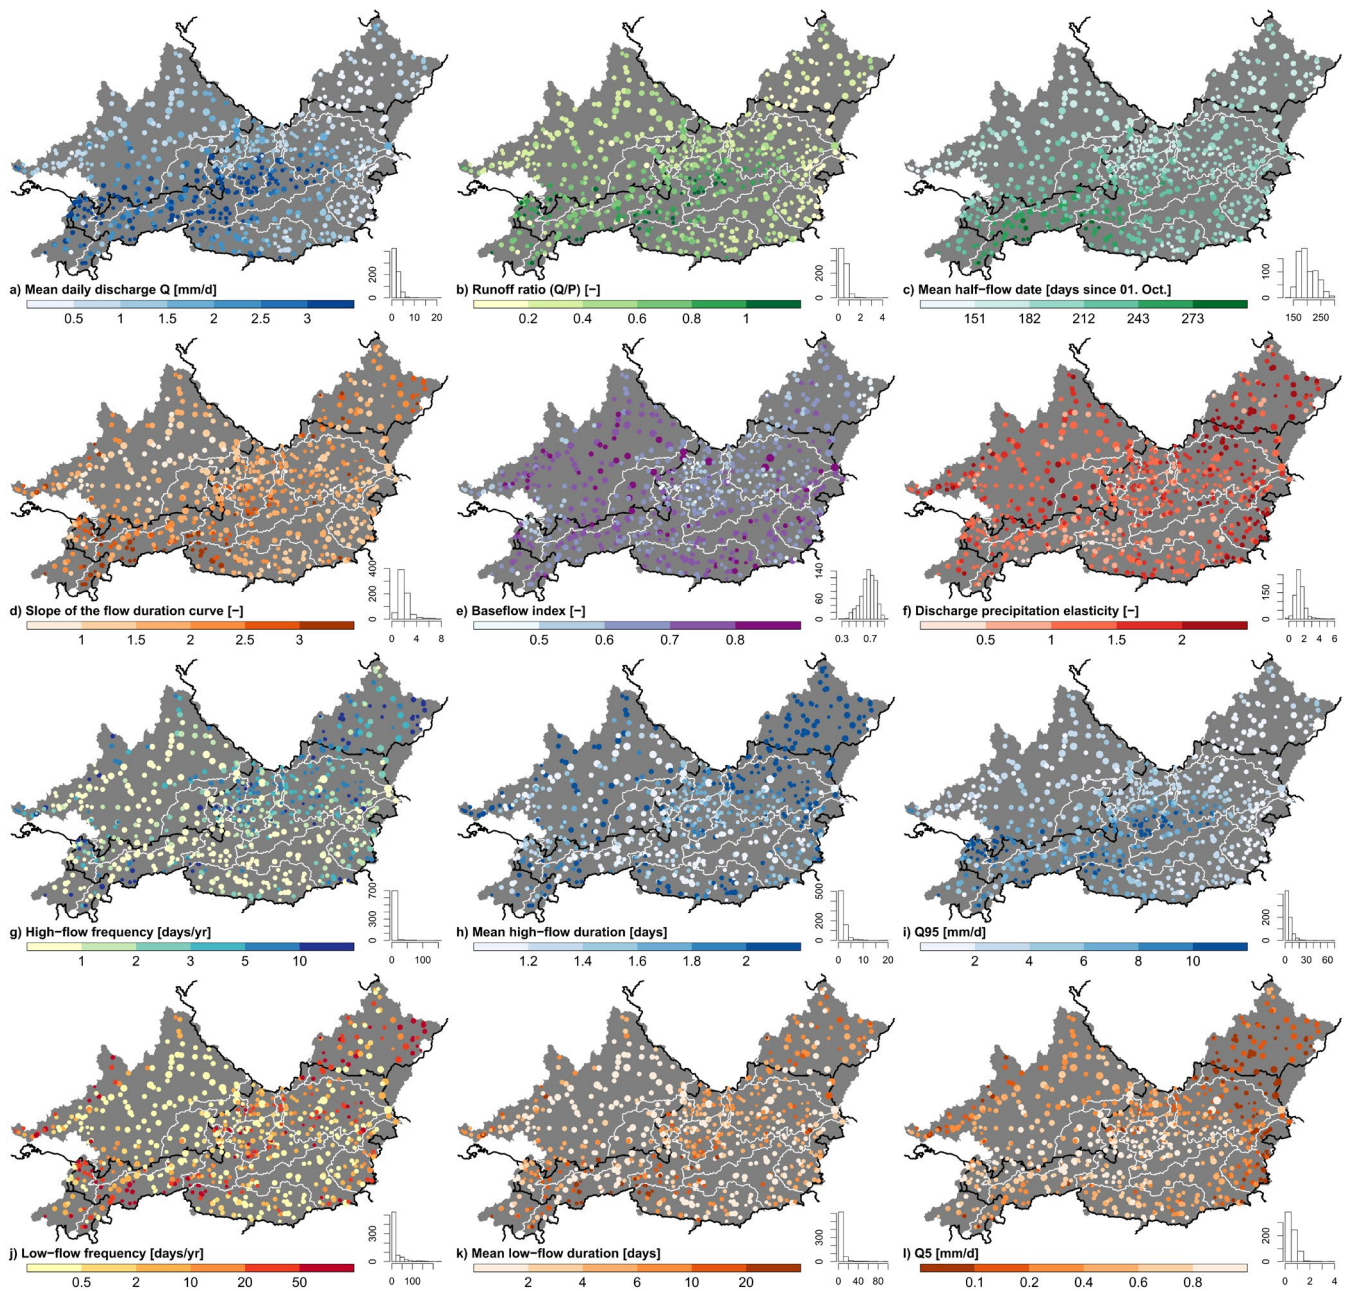 400
200
0
0 10 20
a) Mean daily discharge Q [mm/d]
0.5 1 1.5 2 2.5 3
200
0
0 2 4
b) Runoff ratio (Q/P) [−]
0.2 0.4 0.6 0.8 1
100
0
150 250
c) Mean half−flow date [days since 01. Oct.]
151 182 212 243 273
400
200
0
0 4 8
d) Slope of the flow duration curve [−]
1 1.5 2 2.5 3
140
60
0
0.3 0.7
e) Baseflow index [−]
0.5 0.6 0.7 0.8
150
0
0 2 4 6
f) Discharge precipitation elasticity [−]
0.5 1 1.5 2
700
300
0
0 100
g) High−flow frequency [days/yr]
1 2 3 5 10
500
200
0
0 10 20
h) Mean high−flow duration [days]
1.2 1.4 1.6 1.8 2
200
0
0 30 60
i) Q95 [mm/d]
2 4 6 8 10
300
0
0 100
j) Low−flow frequency [days/yr]
0.5 2 10 20 50
300
0
0 40 80
k) Mean low−flow duration [days]
2 4 6 10 20
200
0
0 2 4
l) Q5 [mm/d]
0.1 0.2 0.4 0.6 0.8